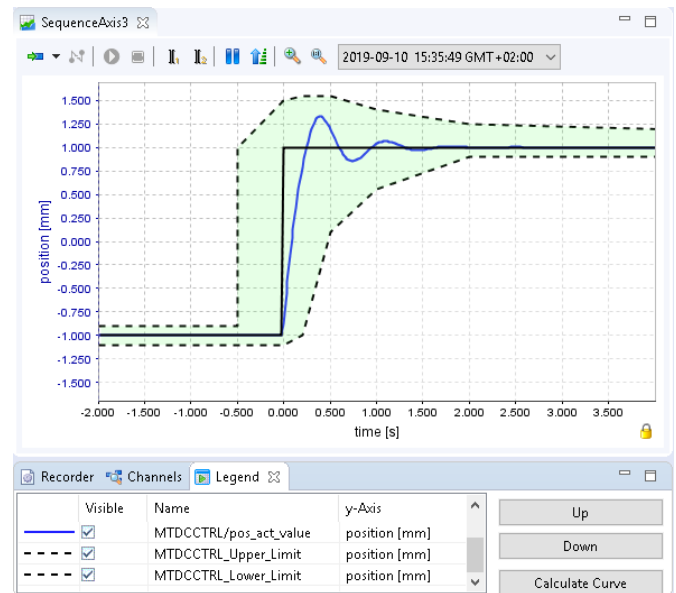 SequenceAxis3
2019-09-10 15:35:49 GMT+02:00
1.500
1.250
1.000
0.750
0.500
0.250
0.000
-0.250
-0.500
-0.750
-1.000
-1.250
-1.500
position [mm]
-2.000 -1.500 -1.000 -0.500 0.000 0.500 1.000 1.500 2.000 2.500 3.000 3.500
time [s]
Recorder Channels Legend
Visible Name y-Axis
MTDCCTRL/pos_act_value position [mm]
MTDCCTRL_Upper_Limit position [mm]
MTDCCTRL_Lower_Limit position [mm]
Up
Down
Calculate Curve